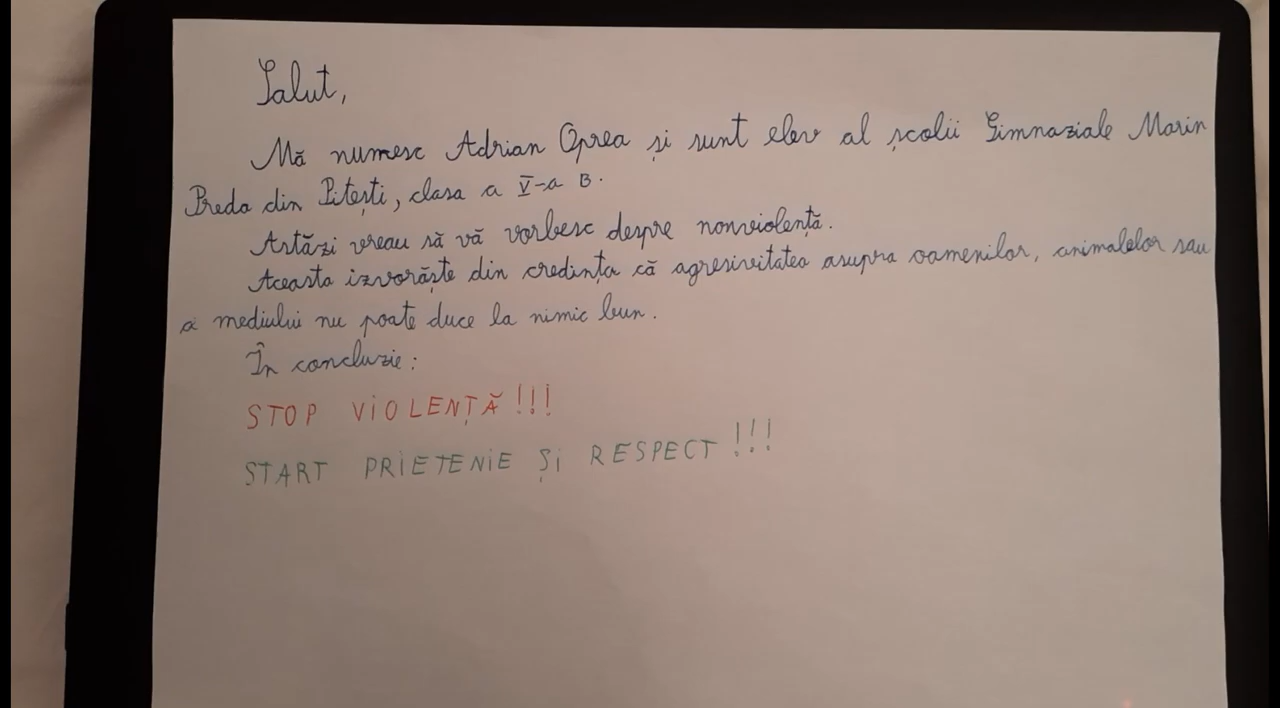 Salut,
Mă numesc Adrian Oprea și sunt elev al școlii Gimnaziale Marin
Preda din Pitești, clasa a V-a B.
Astăzi vreau să vă vorbesc despre nonviolență.
Aceasta izvorăște din credința că agresivitatea asupra oamenilor, animalelor sau
a mediului nu poate duce la nimic bun.
În concluzie:
STOP VIOLENȚĂ!!!
START PRIETENIE ȘI RESPECT!!!